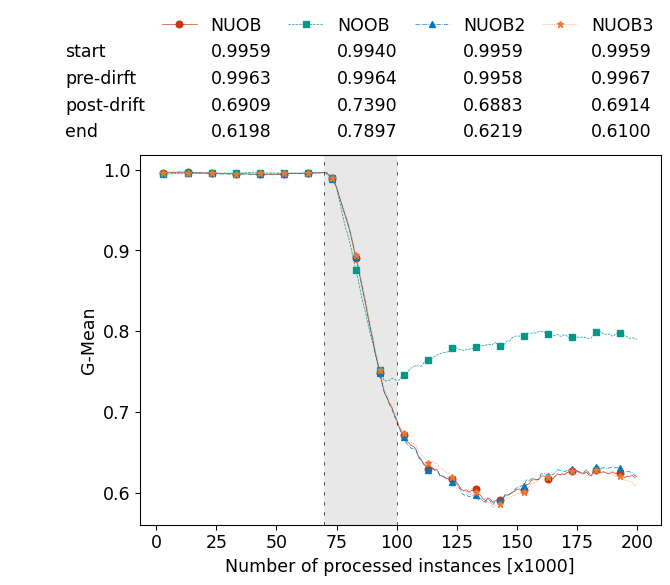 NUOB NOOB NUOB2 NUOB3
start 0.9959 0.9940 0.9959 0.9959
pre-dirft 0.9963 0.9964 0.9958 0.9967
post-drift 0.6909 0.7390 0.6883 0.6914
end 0.6198 0.7897 0.6219 0.6100
1.0
0.9
0.8
0.7
0.6
G-Mean
0 25 50 75 100 125 150 175 200
Number of processed instances [x1000]